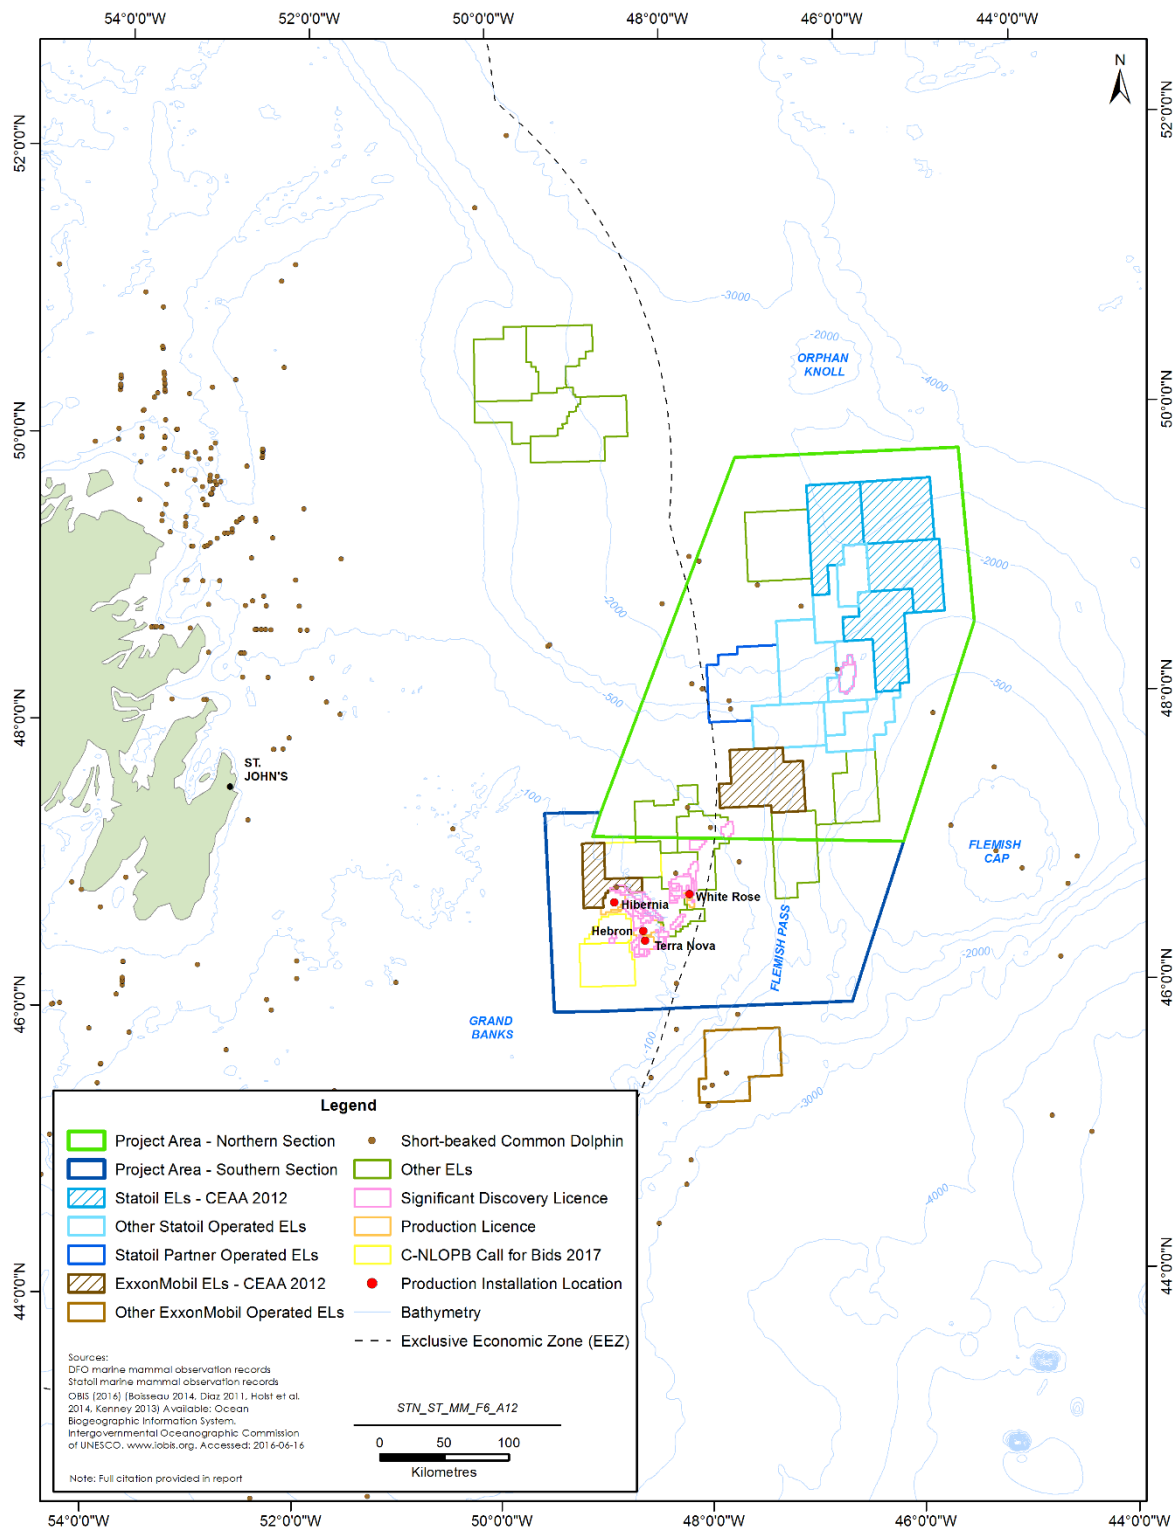 54°0'0"W 52°0'0"W 50°0'0"W 48°0'0"W 46°0'0"W 44°0'0"W
N
52°0'0"N
52°0'0"N
-3000
-2000
ORPHAN
KNOLL
-4000
50°0'0"N
50°0'0"N
-2000
-2000
-500
-500
48°0'0"N
48°0'0"N
ST.
JOHN'S
-100
FLEMISH
CAP
White Rose
Hibernia
Hebron
Terra Nova
FLEMISH PASS
-2000
46°0'0"N
46°0'0"N
GRAND
BANKS
-100
-3000
-4000
44°0'0"N
44°0'0"N
Legend
Project Area - Northern Section
Project Area - Southern Section
Statoil ELs - CEAA 2012
Other Statoil Operated ELs
Statoil Partner Operated ELs
ExxonMobil ELs - CEAA 2012
Other ExxonMobil Operated ELs
Short-beaked Common Dolphin
Other ELs
Significant Discovery Licence
Production Licence
C-NLOPB Call for Bids 2017
Production Installation Location
Bathymetry
Exclusive Economic Zone (EEZ)
Sources:
DFO marine mammal observation records
Statoil marine mammal observation records
OBIS (2016) (Boisseau 2014, Diaz 2011, Holst et al.
2014, Kenney 2013) Available: Ocean
Biogeographic Information System.
Intergovernmental Oceanographic Commission
of UNESCO. www.iobis.org. Accessed: 2016-06-16
Note: Full citation provided in report
STN_ST_MM_F6_A12
0 50 100
Kilometres
54°0'0"W 52°0'0"W 50°0'0"W 48°0'0"W 46°0'0"W 44°0'0"W